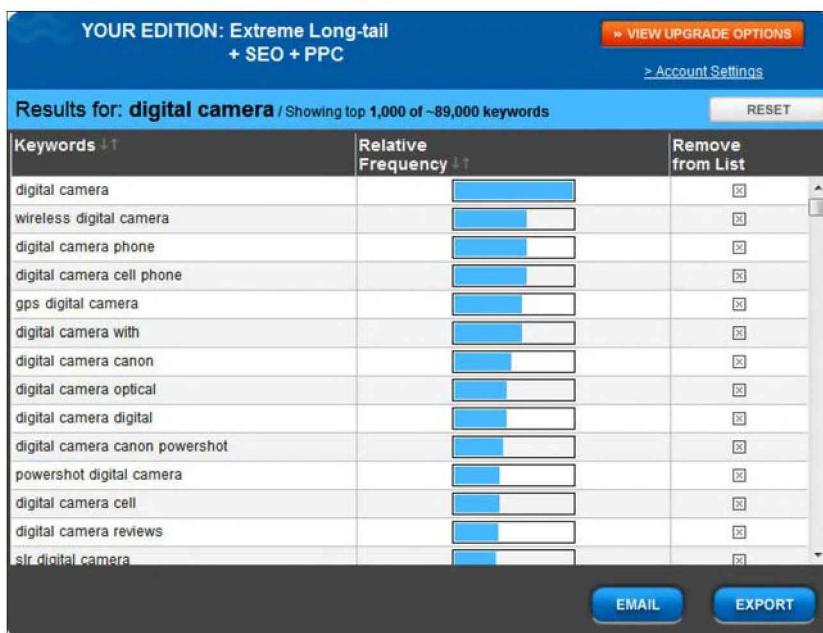 YOUR EDITION: Extreme Long-tail
+ SEO + PPC
» VIEW UPGRADE OPTIONS
> Account Settings
Results for: digital camera / Showing top 1,000 of ~89,000 keywords
RESET
Keywords ↓↑
Relative
Frequency ↓↑
Remove
from List
digital camera
wireless digital camera
digital camera phone
digital camera cell phone
gps digital camera
digital camera with
digital camera canon
digital camera optical
digital camera digital
digital camera canon powershot
powershot digital camera
digital camera cell
digital camera reviews
slr digital camera
EMAIL
EXPORT